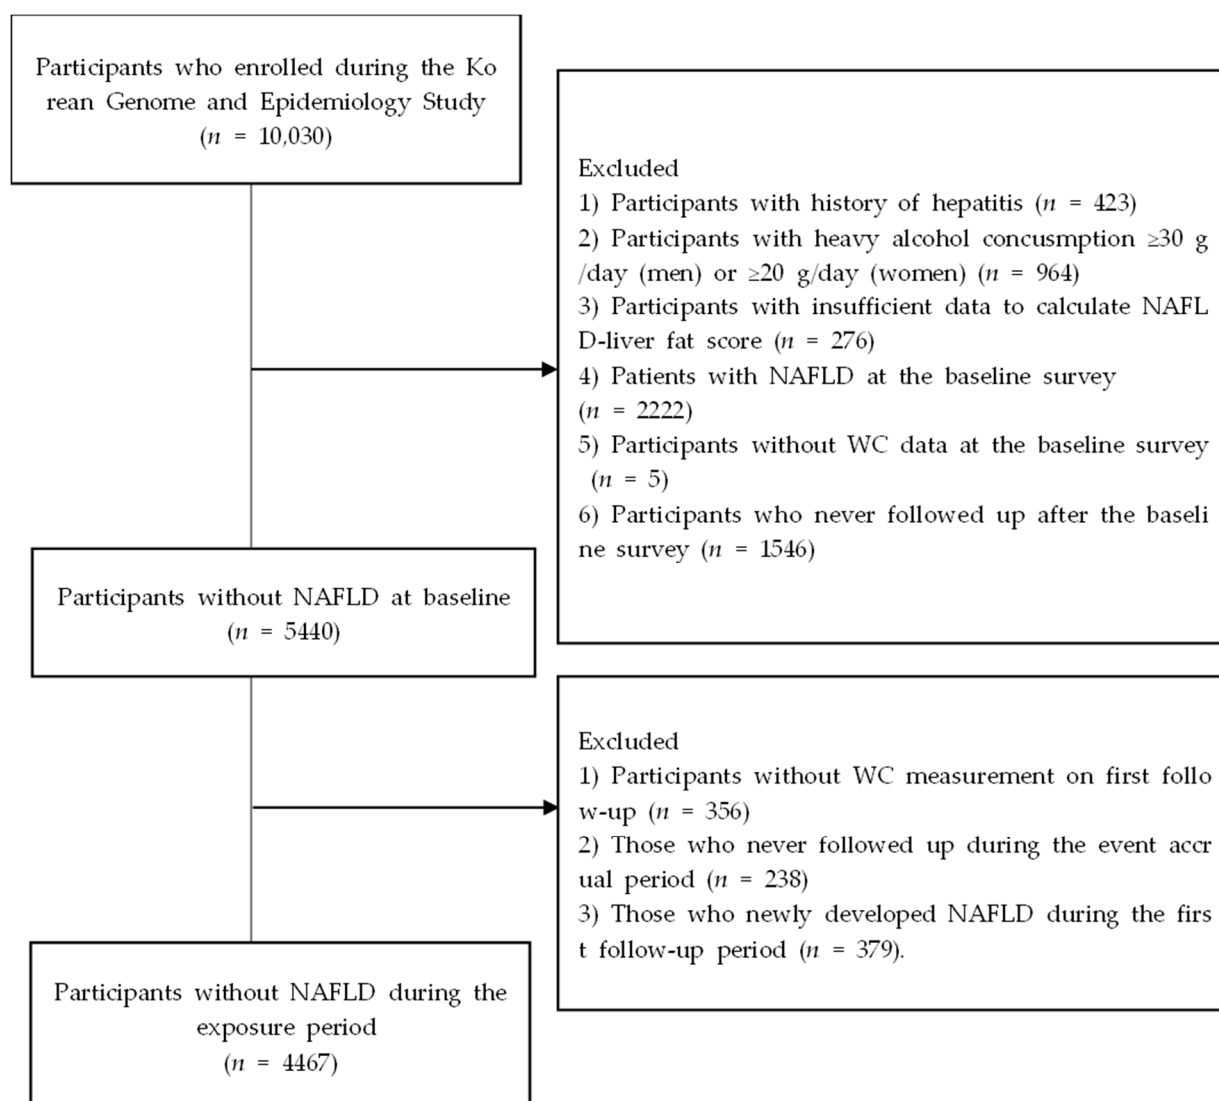 Participants who enrolled during the Ko
rean Genome and Epidemiology Study
(n = 10,030)
Excluded
1) Participants with history of hepatitis (n = 423)
2) Participants with heavy alcohol concusmption ≥30 g
/day (men) or ≥20 g/day (women) (n = 964)
3) Participants with insufficient data to calculate NAFL
D-liver fat score (n = 276)
4) Patients with NAFLD at the baseline survey
(n = 2222)
5) Participants without WC data at the baseline survey
(n = 5)
6) Participants who never followed up after the baseli
ne survey (n = 1546)
Participants without NAFLD at baseline
(n = 5440)
Excluded
1) Participants without WC measurement on first follo
w-up (n = 356)
2) Those who never followed up during the event accr
ual period (n = 238)
3) Those who newly developed NAFLD during the firs
t follow-up period (n = 379).
Participants without NAFLD during the
exposure period
(n = 4467)